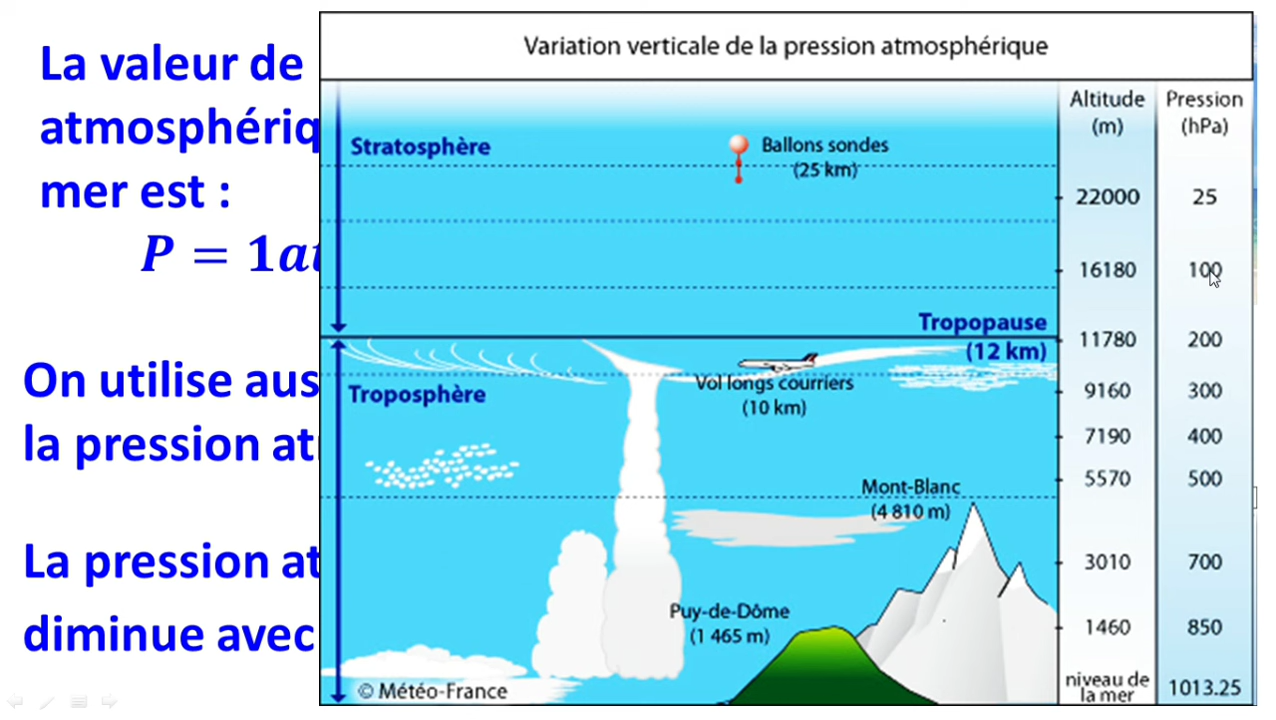 La valeur de
atmosphériq
mer est :
P = 1at
On utilise aus
la pression at
La pression at
diminue avec
Variation verticale de la pression atmosphérique
Altitude
(m)
Pression
(hPa)
Stratosphère
Ballons sondes
(25 km)
22000 25
16180 100
Tropopause
(12 km)
11780 200
Vol longs courriers
(10 km)
Troposphère
9160 300
7190 400
5570 500
Mont-Blanc
(4 810 m)
3010 700
Puy-de-Dôme
(1 465 m)
1460 850
niveau de
la mer
1013.25
© Météo-France